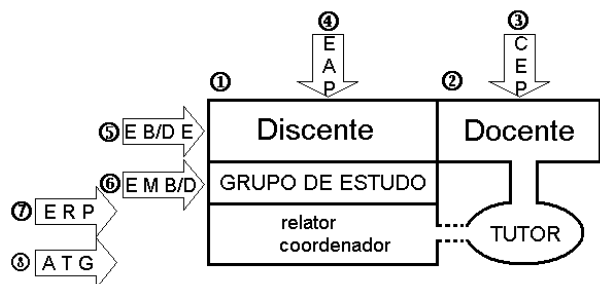 ④
E
A
P
③
C
E
P
①
②
⑤ E B/D E
Discente
Docente
⑥ E M B/D
GRUPO DE ESTUDO
⑦ E R P
relator
coordenador
TUTOR
⑧ A T G